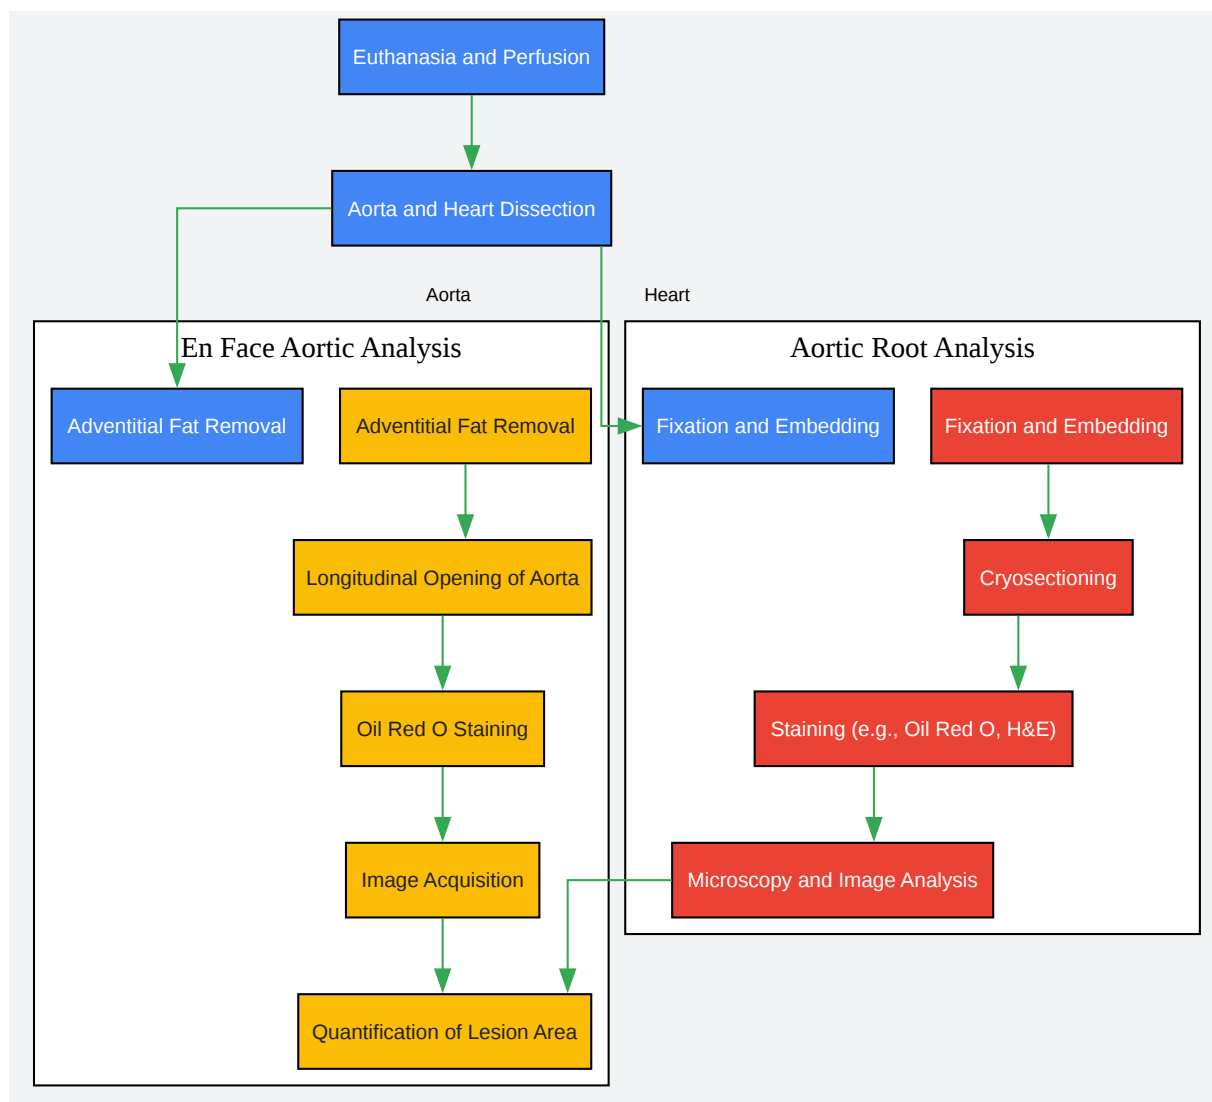 Euthanasia and Perfusion
Aorta and Heart Dissection
Aorta
Heart
En Face Aortic Analysis
Adventitial Fat Removal
Adventitial Fat Removal
Longitudinal Opening of Aorta
Oil Red O Staining
Image Acquisition
Quantification of Lesion Area
Aortic Root Analysis
Fixation and Embedding
Fixation and Embedding
Cryosectioning
Staining (e.g., Oil Red O, H&E)
Microscopy and Image Analysis